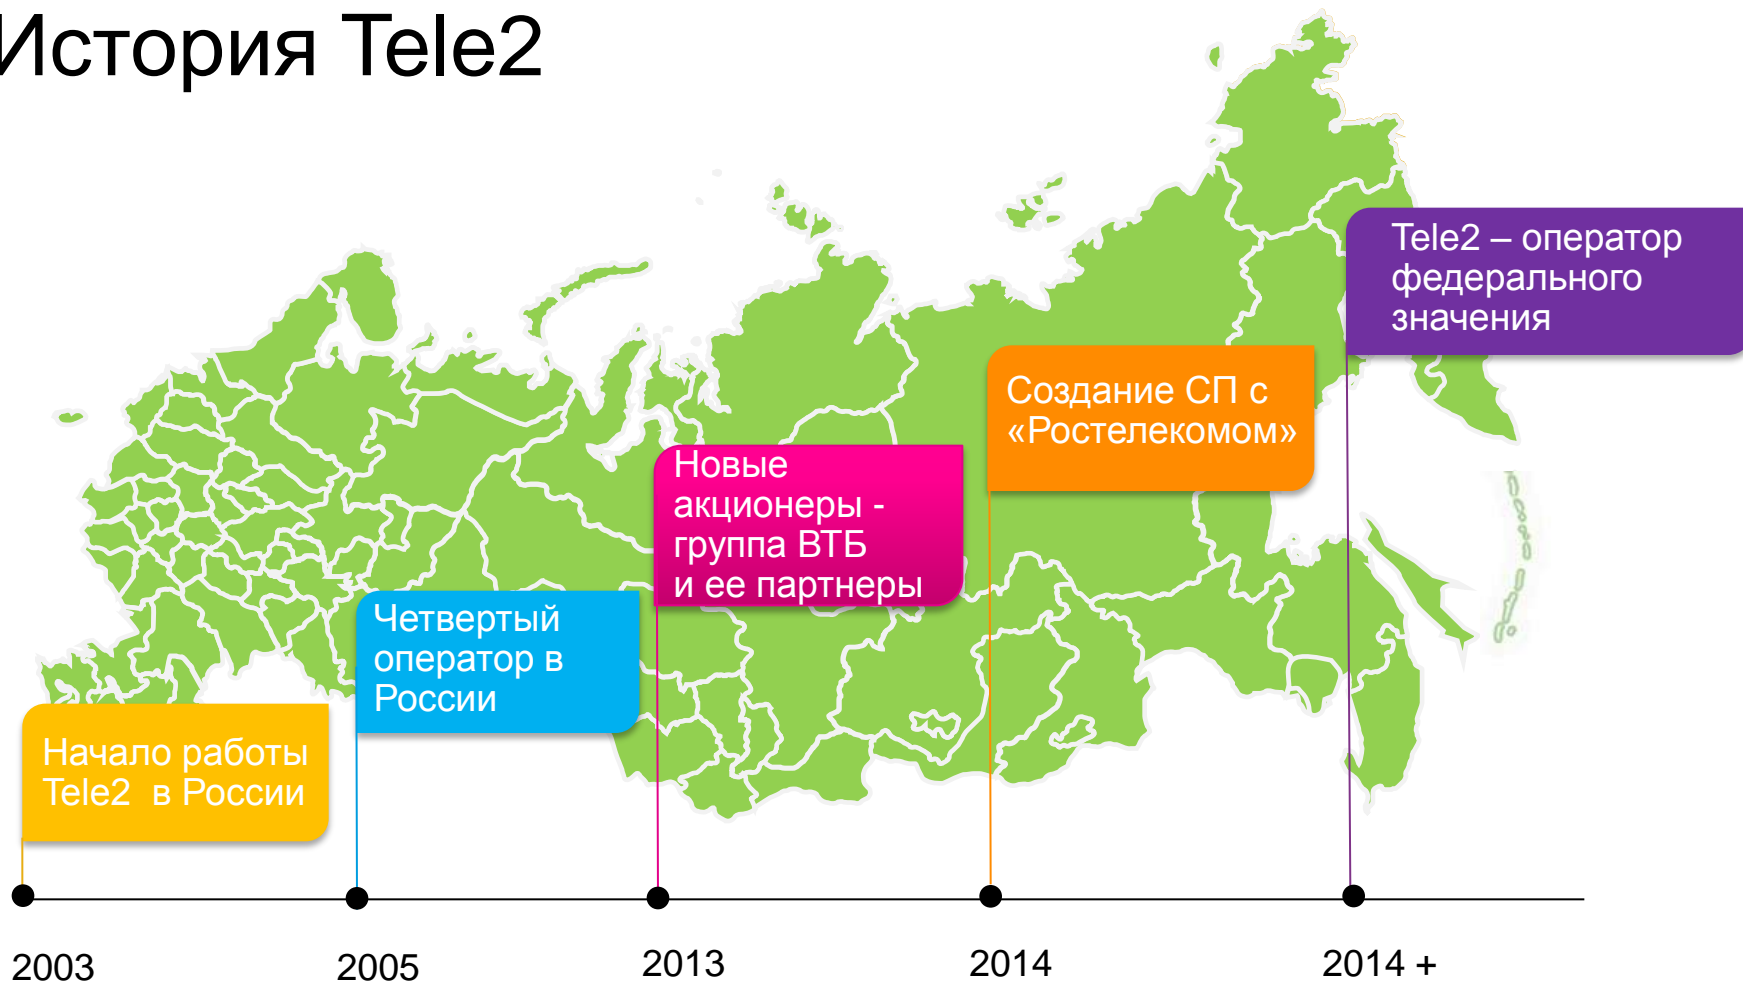 История Tele2
Tele2 – оператор
федерального
значения
Создание СП с
«Ростелекомом»
Новые
акционеры -
группа ВТБ
и ее партнеры
Четвертый
оператор в
России
Начало работы
Tele2 в России
2003
2005
2013
2014
2014 +